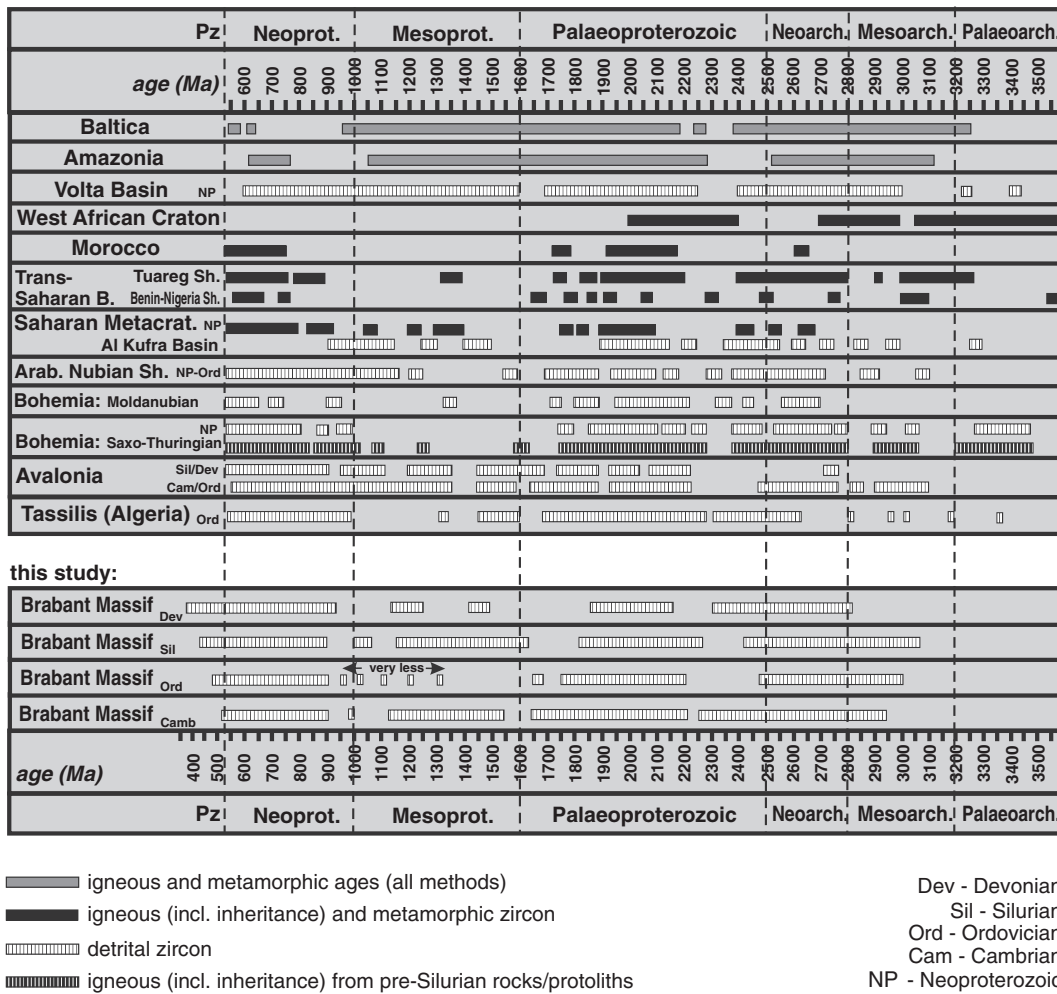 Pz Neoprot. Mesoprot. Palaeoproterozoic Neoarch. Mesoarch. Palaeoarch.
age (Ma) 600 700 800 900 1000 1100 1200 1300 1400 1500 1600 1700 1800 1900 2000 2100 2200 2300 2400 2500 2600 2700 2800 2900 3000 3100 3200 3300 3400 3500
Baltica
Amazonia
Volta Basin NP
West African Craton
Morocco
Trans- Tuareg Sh.
Saharan B. Benin-Nigeria Sh.
Saharan Metacrat. NP
Al Kufra Basin
Arab. Nubian Sh. NP-Ord
Bohemia: Moldanubian
NP
Bohemia: Saxo-Thuringian
Sil/Dev
Avalonia
Cam/Ord
Tassilis (Algeria) Ord
this study:
Brabant Massif Dev
Brabant Massif Sil
very less
Brabant Massif Ord
Brabant Massif Camb
age (Ma) 400 500 600 700 800 900 1000 1100 1200 1300 1400 1500 1600 1700 1800 1900 2000 2100 2200 2300 2400 2500 2600 2700 2800 2900 3000 3100 3200 3300 3400 3500
Pz Neoprot. Mesoprot. Palaeoproterozoic Neoarch. Mesoarch. Palaeoarch.
igneous and metamorphic ages (all methods)
igneous (incl. inheritance) and metamorphic zircon
detrital zircon
igneous (incl. inheritance) from pre-Silurian rocks/protoliths
Dev - Devonian
Sil - Silurian
Ord - Ordovician
Cam - Cambrian
NP - Neoproterozoic